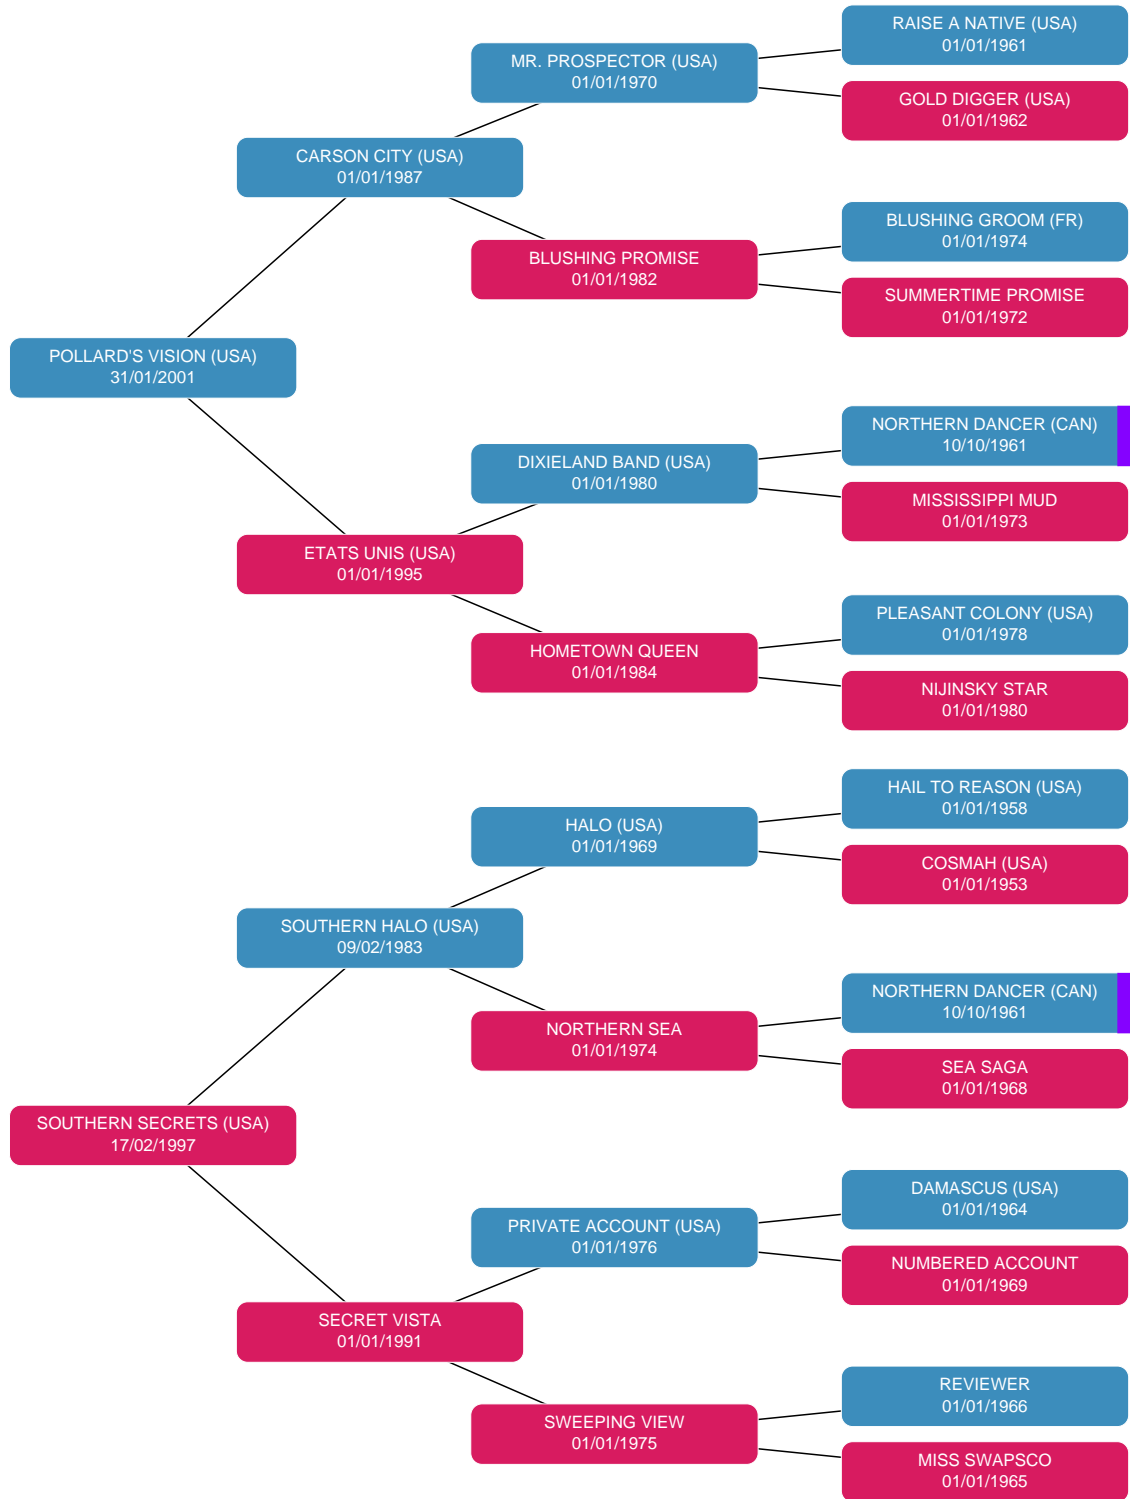 RAISE A NATIVE (USA)
01/01/1961
MR. PROSPECTOR (USA)
01/01/1970
GOLD DIGGER (USA)
01/01/1962
CARSON CITY (USA)
01/01/1987
BLUSHING GROOM (FR)
01/01/1974
BLUSHING PROMISE
01/01/1982
SUMMERTIME PROMISE
01/01/1972
POLLARD'S VISION (USA)
31/01/2001
NORTHERN DANCER (CAN)
10/10/1961
DIXIELAND BAND (USA)
01/01/1980
MISSISSIPPI MUD
01/01/1973
ETATS UNIS (USA)
01/01/1995
PLEASANT COLONY (USA)
01/01/1978
HOMETOWN QUEEN
01/01/1984
NIJINSKY STAR
01/01/1980
HAIL TO REASON (USA)
01/01/1958
HALO (USA)
01/01/1969
COSMAH (USA)
01/01/1953
SOUTHERN HALO (USA)
09/02/1983
NORTHERN DANCER (CAN)
10/10/1961
NORTHERN SEA
01/01/1974
SEA SAGA
01/01/1968
SOUTHERN SECRETS (USA)
17/02/1997
DAMASCUS (USA)
01/01/1964
PRIVATE ACCOUNT (USA)
01/01/1976
NUMBERED ACCOUNT
01/01/1969
SECRET VISTA
01/01/1991
REVIEWER
01/01/1966
SWEEPING VIEW
01/01/1975
MISS SWAPSCO
01/01/1965